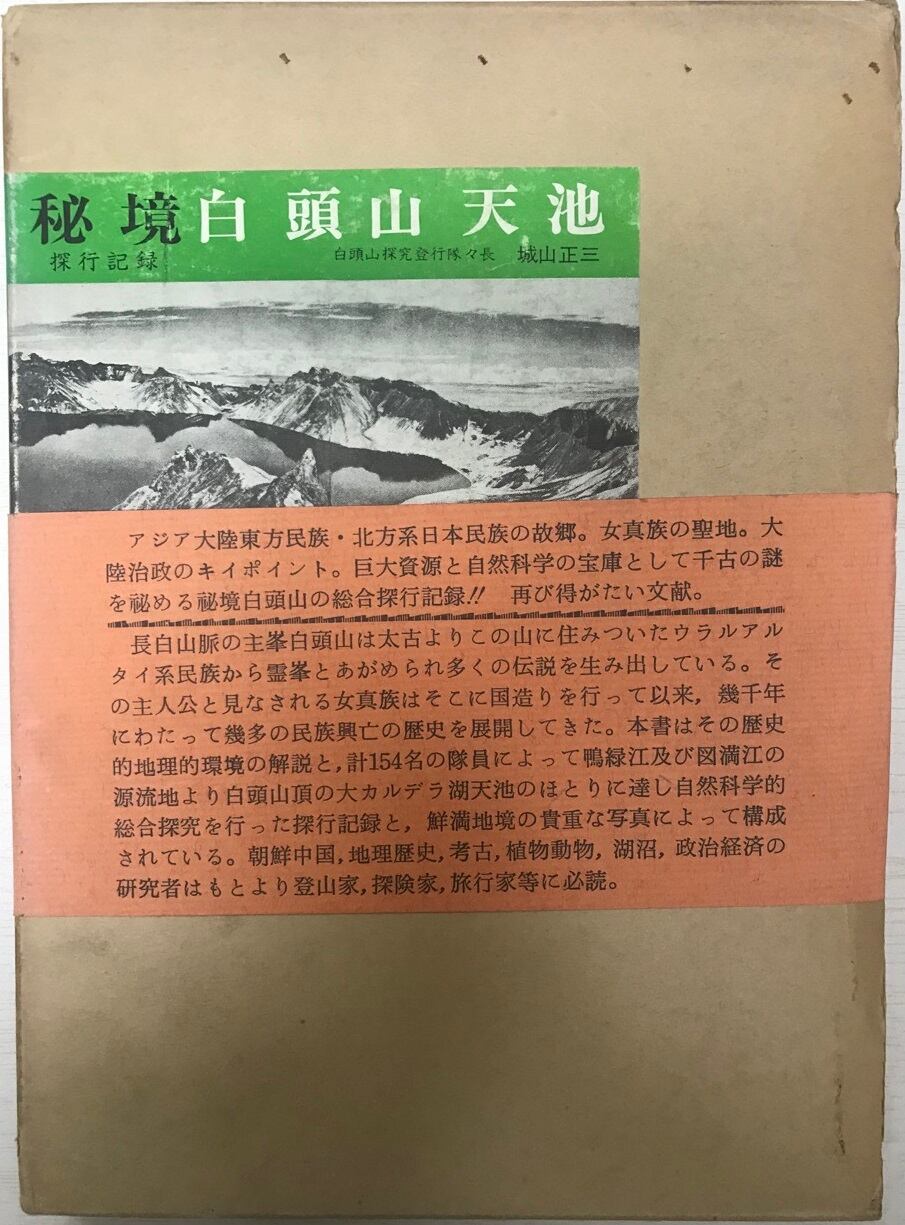 秘境白頭山天池
探行記録
白頭山探究登行隊々長 城山正三
アジア大陸東方民族・北方系日本民族の故郷。女真族の聖地。大
陸治政のキイポイント。巨大資源と自然科学の宝庫として千古の謎
を秘める秘境白頭山の総合探行記録!! 再び得がたい文献。
長白山脈の主峯白頭山は太古よりこの山に住みついたウラルアル
タイ系民族から霊峯とあがめられ多くの伝説を生み出している。そ
の主人公と見なされる女真族はそこに国造りを行って以来,幾千年
にわたって幾多の民族興亡の歴史を展開してきた。本書はその歴史
的地理的環境の解説と,計154名の隊員によって鴨緑江及び図満江の
源流地より白頭山頂の大カルデラ湖天池のほとりに達し自然科学的
総合探究を行った探行記録と,鮮満地境の貴重な写真によって構成
されている。朝鮮中国,地理歴史,考古,植物動物,湖沼,政治経済の
研究者はもとより登山家,探険家,旅行家等に必読。